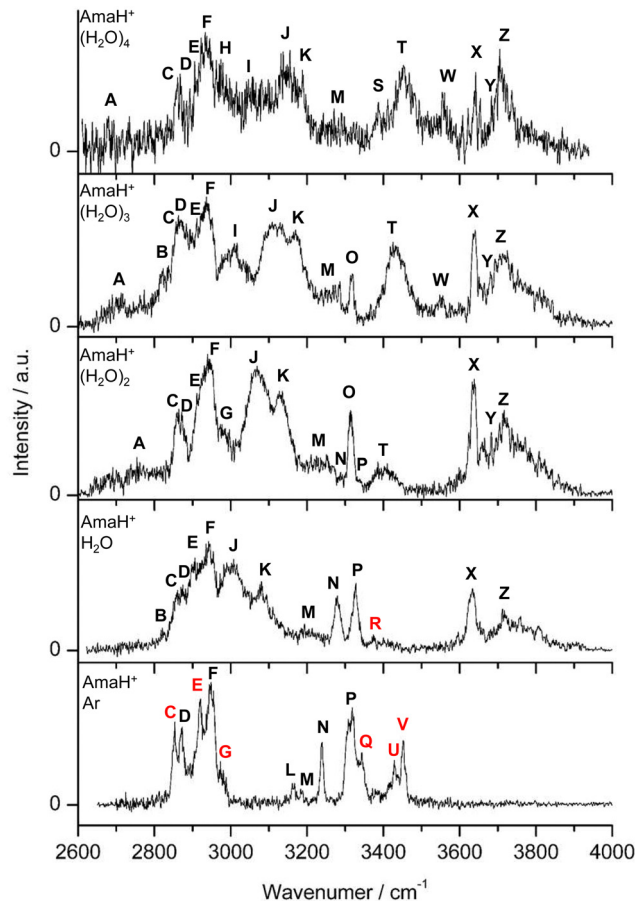 AmaH⁺
(H₂O)₄
A C D E F H I J K M S T W X Y Z
0
AmaH⁺
(H₂O)₃
A B C D E F I J K M O T W X Y Z
0
AmaH⁺
(H₂O)₂
A C D E F G J K M N O P T X Y Z
0
AmaH⁺
H₂O
B C D E F J K M N P R X Z
0
AmaH⁺
Ar
C D E F G L M N P Q U V
0
2600 2800 3000 3200 3400 3600 3800 4000
Wavenumer / cm⁻¹
Intensity / a.u.